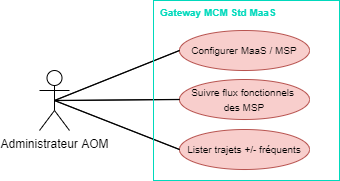 Gateway MCM Std MaaS
Configurer MaaS / MSP
Suivre flux fonctionnels
des MSP
Administrateur AOM
Lister trajets +/- fréquents